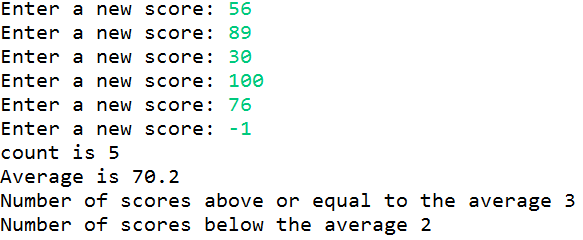 Enter a new score: 56
Enter a new score: 89
Enter a new score: 30
Enter a new score: 100
Enter a new score: 76
Enter a new score: -1
count is 5
Average is 70.2
Number of scores above or equal to the average 3
Number of scores below the average 2